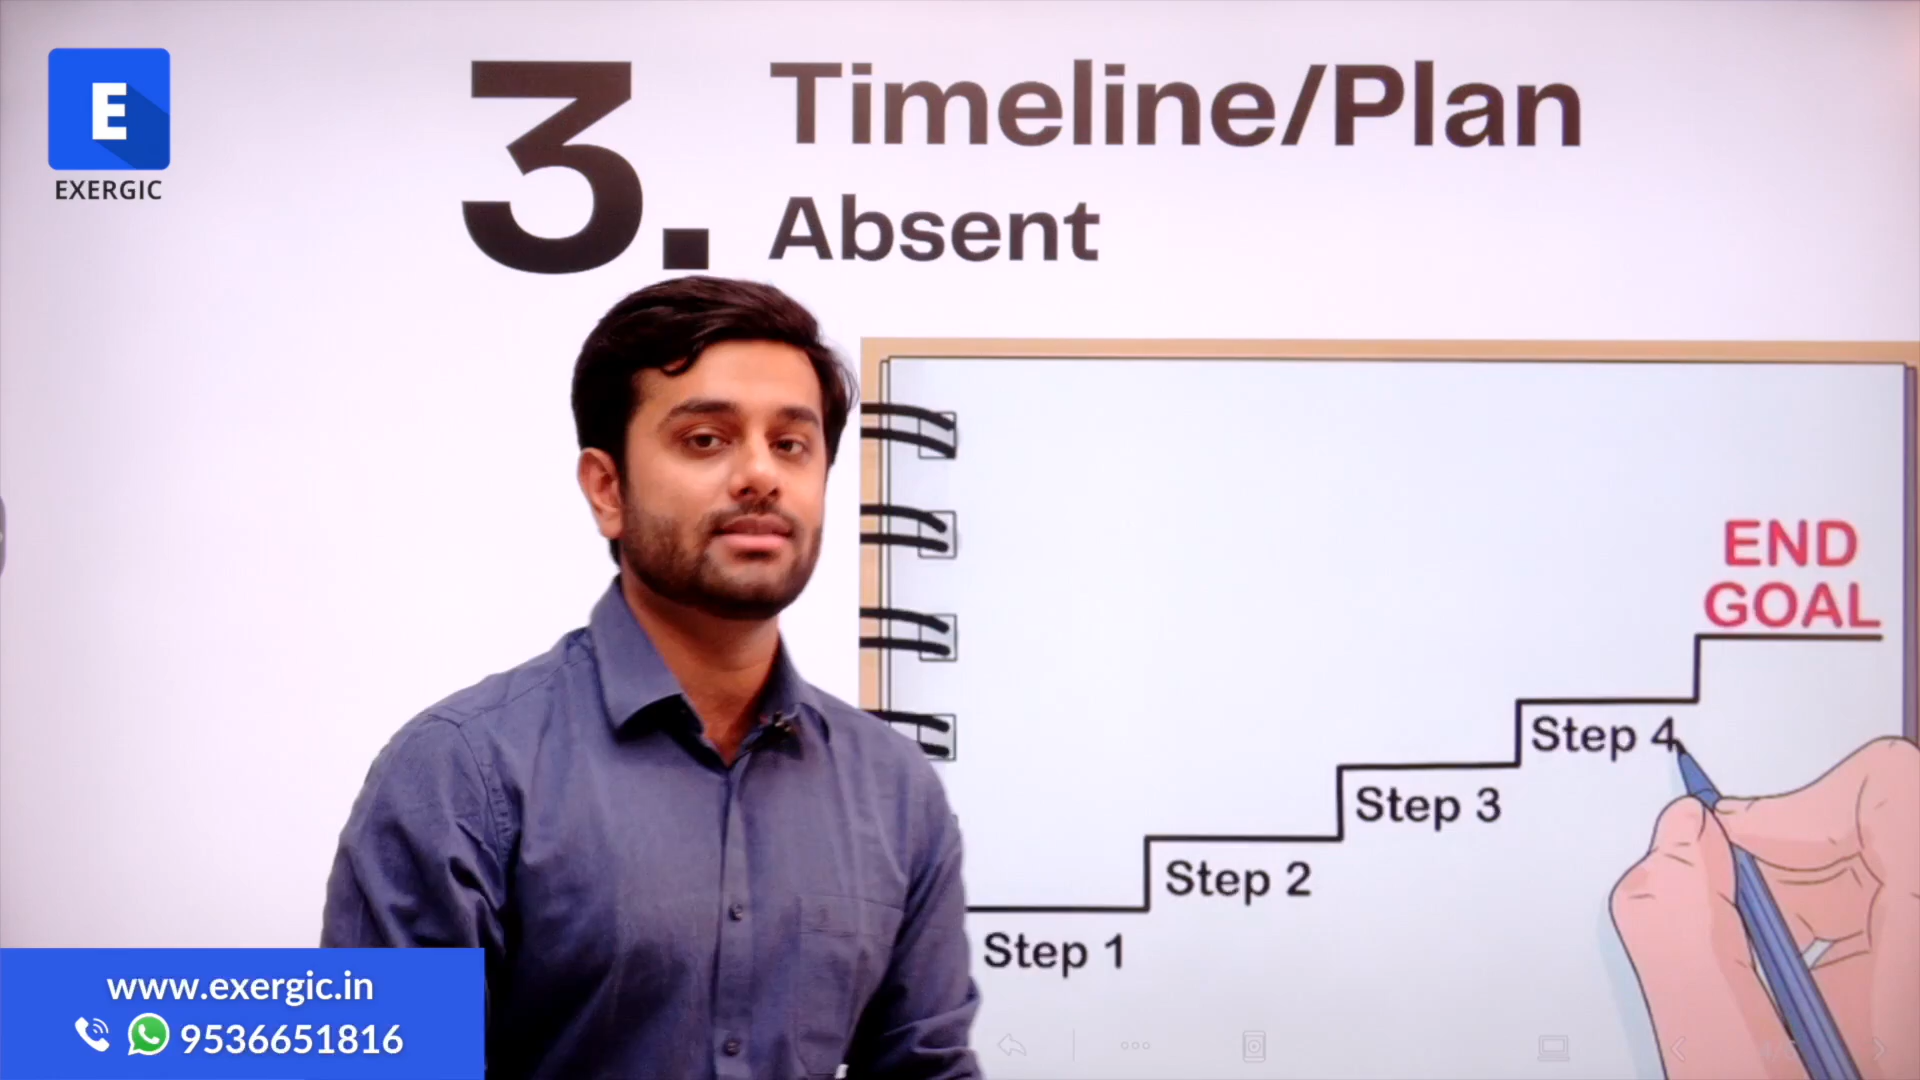 E
EXERGIC
3.
Timeline/Plan
Absent
END
GOAL
Step 4
Step 3
Step 2
Step 1
www.exergic.in
9536651816